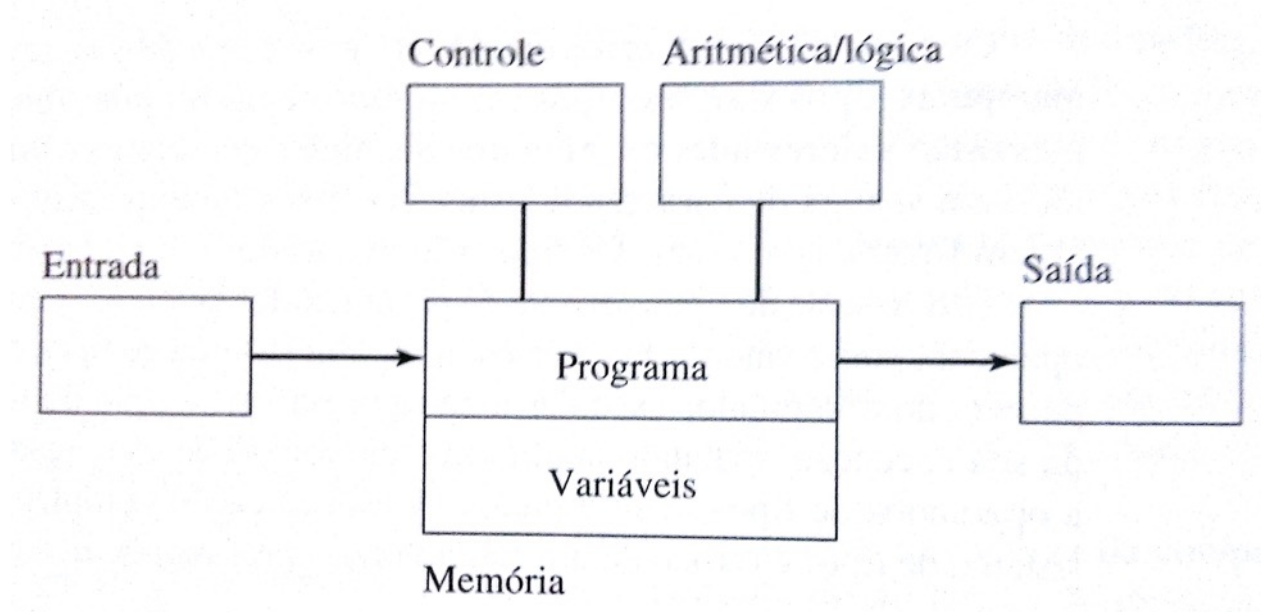 Controle
Aritmética/lógica
Entrada
Saída
Programa
Variáveis
Memória